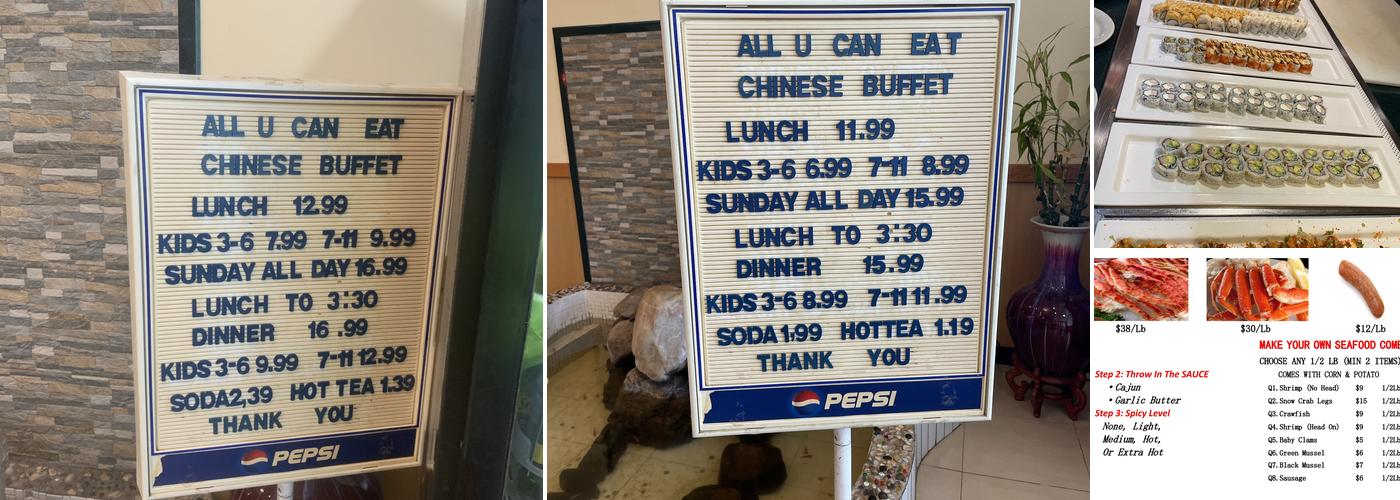 ALL U CAN EAT
CHINESE BUFFET
LUNCH 12.99
KIDS 3-6 7.99 7-11 9.99
SUNDAY ALL DAY 16.99
LUNCH TO 3:30
DINNER 16.99
KIDS 3-6 9.99 7-11 12.99
SODA 2,39 HOT TEA 1.39
THANK YOU
PEPSI
ALL U CAN EAT
CHINESE BUFFET
LUNCH 11.99
KIDS 3-6 6.99 7-11 8.99
SUNDAY ALL DAY 15.99
LUNCH TO 3:30
DINNER 15.99
KIDS 3-6 8.99 7-11 11.99
SODA 1,99 HOTTEA 1.19
THANK YOU
PEPSI
$38/Lb $30/Lb $12/Lb
MAKE YOUR OWN SEAFOOD COM
CHOOSE ANY 1/2 LB (MIN 2 ITEMS)
COMES WITH CORN & POTATO
Step 2: Throw In The SAUCE
• Cajun
• Garlic Butter
Step 3: Spicy Level
None, Light,
Medium, Hot,
Or Extra Hot
Q1.Shrimp (No Head) $9 1/2Lb
Q2.Snow Crab Legs $15 1/2Lb
Q3.Crawfish $9 1/2Lb
Q4.Shrimp (Head On) $9 1/2Lb
Q5.Baby Clams $5 1/2Lb
Q6.Green Mussel $6 1/2Lb
Q7.Black Mussel $7 1/2Lb
Q8.Sausage $6 1/2Lb